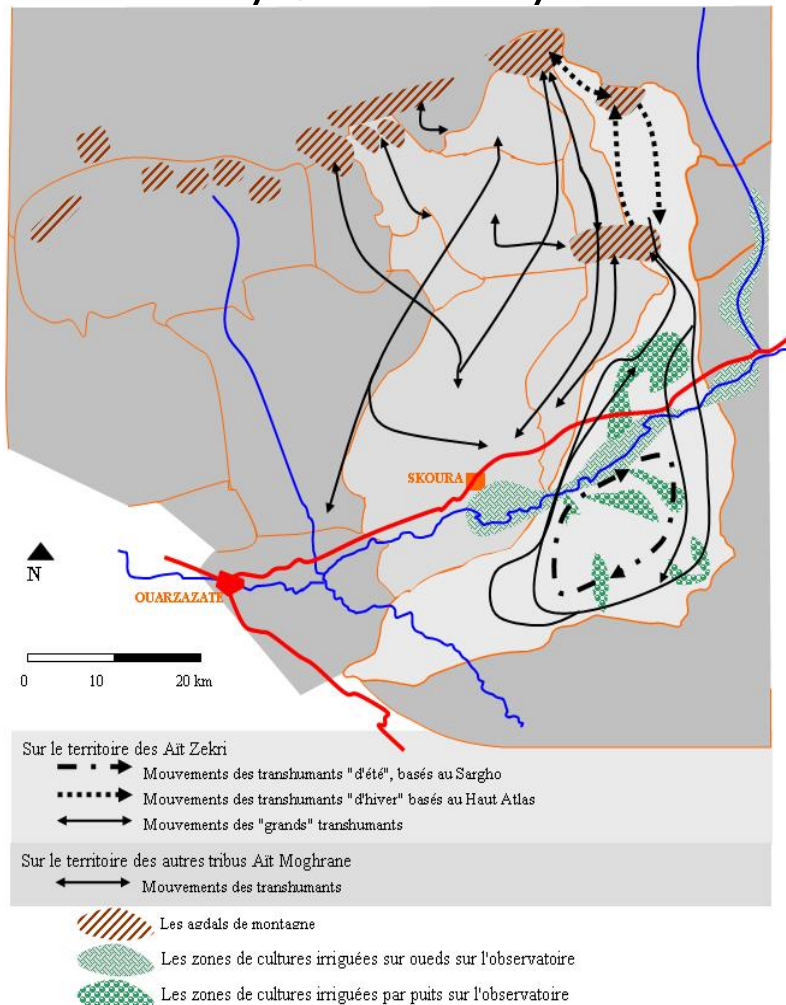 SKOURA
N
OUARZAZATE
0 10 20 km
Sur le territoire des Aït Zekri
Mouvements des transhumants "d'été", basés au Sargho
Mouvements des transhumants "d'hiver" basés au Haut Atlas
Mouvements des "grands" transhumants
Sur le territoire des autres tribus Aït Moghrane
Mouvements des transhumants
Les agdals de montagne
Les zones de cultures irriguées sur oueds sur l'observatoire
Les zones de cultures irriguées par puits sur l'observatoire